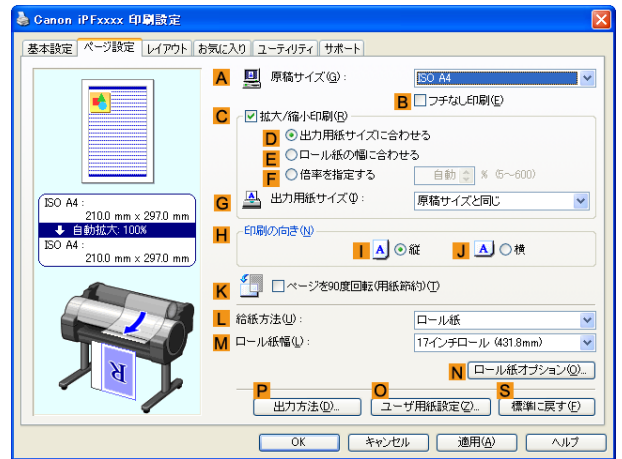 Canon iPFxxxx 印刷設定
基本設定 ページ設定 レイアウト お気に入り ユーティリティ サポート
A 原稿サイズ(G): ISO A4
B フチなし印刷(E)
C 拡大/縮小印刷(R)
D 出力用紙サイズに合わせる
E ロール紙の幅に合わせる
F 倍率を指定する 自動 % (5～600)
G 出力用紙サイズ(I): 原稿サイズと同じ
ISO A4 :
210.0 mm x 297.0 mm
自動拡大: 100%
ISO A4 :
210.0 mm x 297.0 mm
H 印刷の向き(N)
I A 縦 J A 横
K ページを90度回転(用紙節約)(T)
L 給紙方法(U): ロール紙
M ロール紙幅(L): 17インチロール (431.8mm)
N ロール紙オプション(O)...
R
P 出力方法(D)... O ユーザ用紙設定(Z)... S 標準に戻す(F)
OK キャンセル 適用(A) ヘルプ